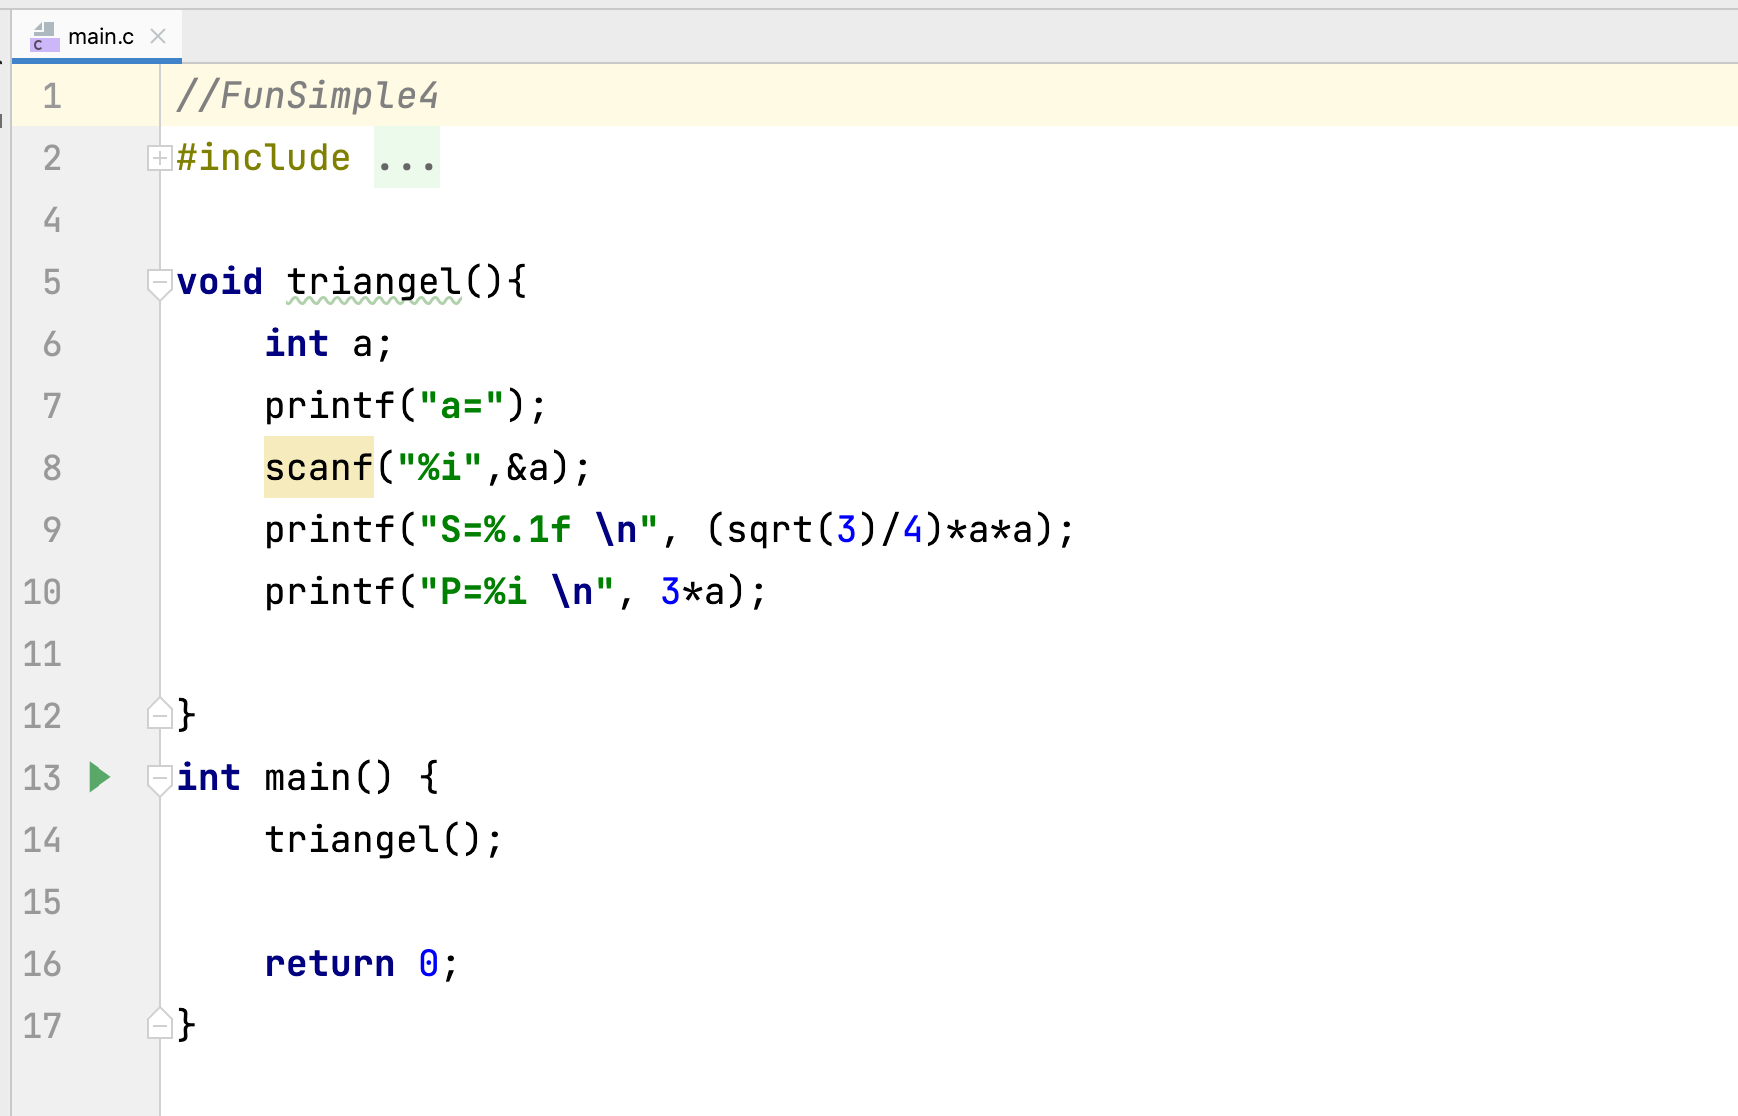 main.c
1 //FunSimple4
2 #include ...
4
5 void triangel(){
6     int a;
7     printf("a=");
8     scanf("%i",&a);
9     printf("S=%.1f \n", (sqrt(3)/4)*a*a);
10     printf("P=%i \n", 3*a);
11
12 }
13 int main() {
14     triangel();
15
16     return 0;
17 }